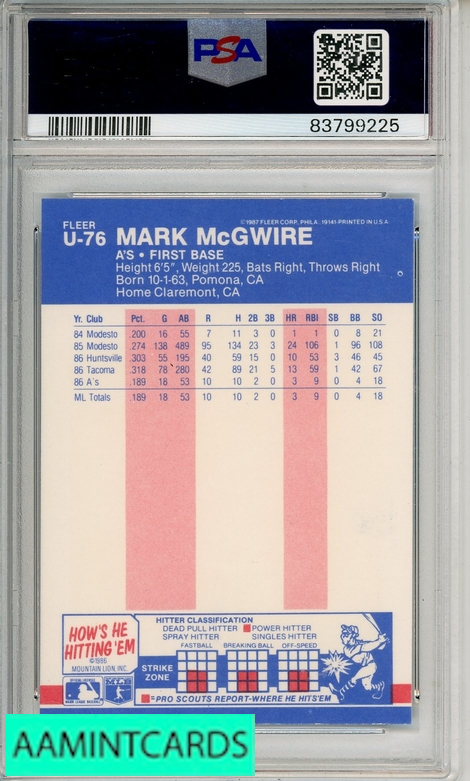 PSA
83799225
FLEER
©1987 FLEER CORP., PHILA., 19141-PRINTED IN U.S.A.
U-76 MARK McGWIRE
A'S • FIRST BASE
Height 6'5", Weight 225, Bats Right, Throws Right
Born 10-1-63, Pomona, CA
Home Claremont, CA
Yr. Club Pct. G AB R H 2B 3B HR RBI SB BB SO
84 Modesto .200 16 55 7 11 3 0 1 1 0 8 21
85 Modesto .274 138 489 95 134 23 3 24 106 1 96 108
86 Huntsville .303 55 195 40 59 15 0 10 53 3 46 45
86 Tacoma .318 78 280 42 89 21 5 13 59 1 42 67
86 A's .189 18 53 10 10 2 0 3 9 0 4 18
ML Totals .189 18 53 10 10 2 0 3 9 0 4 18
HOW'S HE
HITTING 'EM
©1986
MOUNTAIN LION, INC.
HITTER CLASSIFICATION
DEAD PULL HITTER POWER HITTER
SPRAY HITTER SINGLES HITTER
FASTBALL BREAKING BALL OFF-SPEED
STRIKE
ZONE
=PRO SCOUTS REPORT-WHERE HE HITS 'EM
AAMINTCARDS